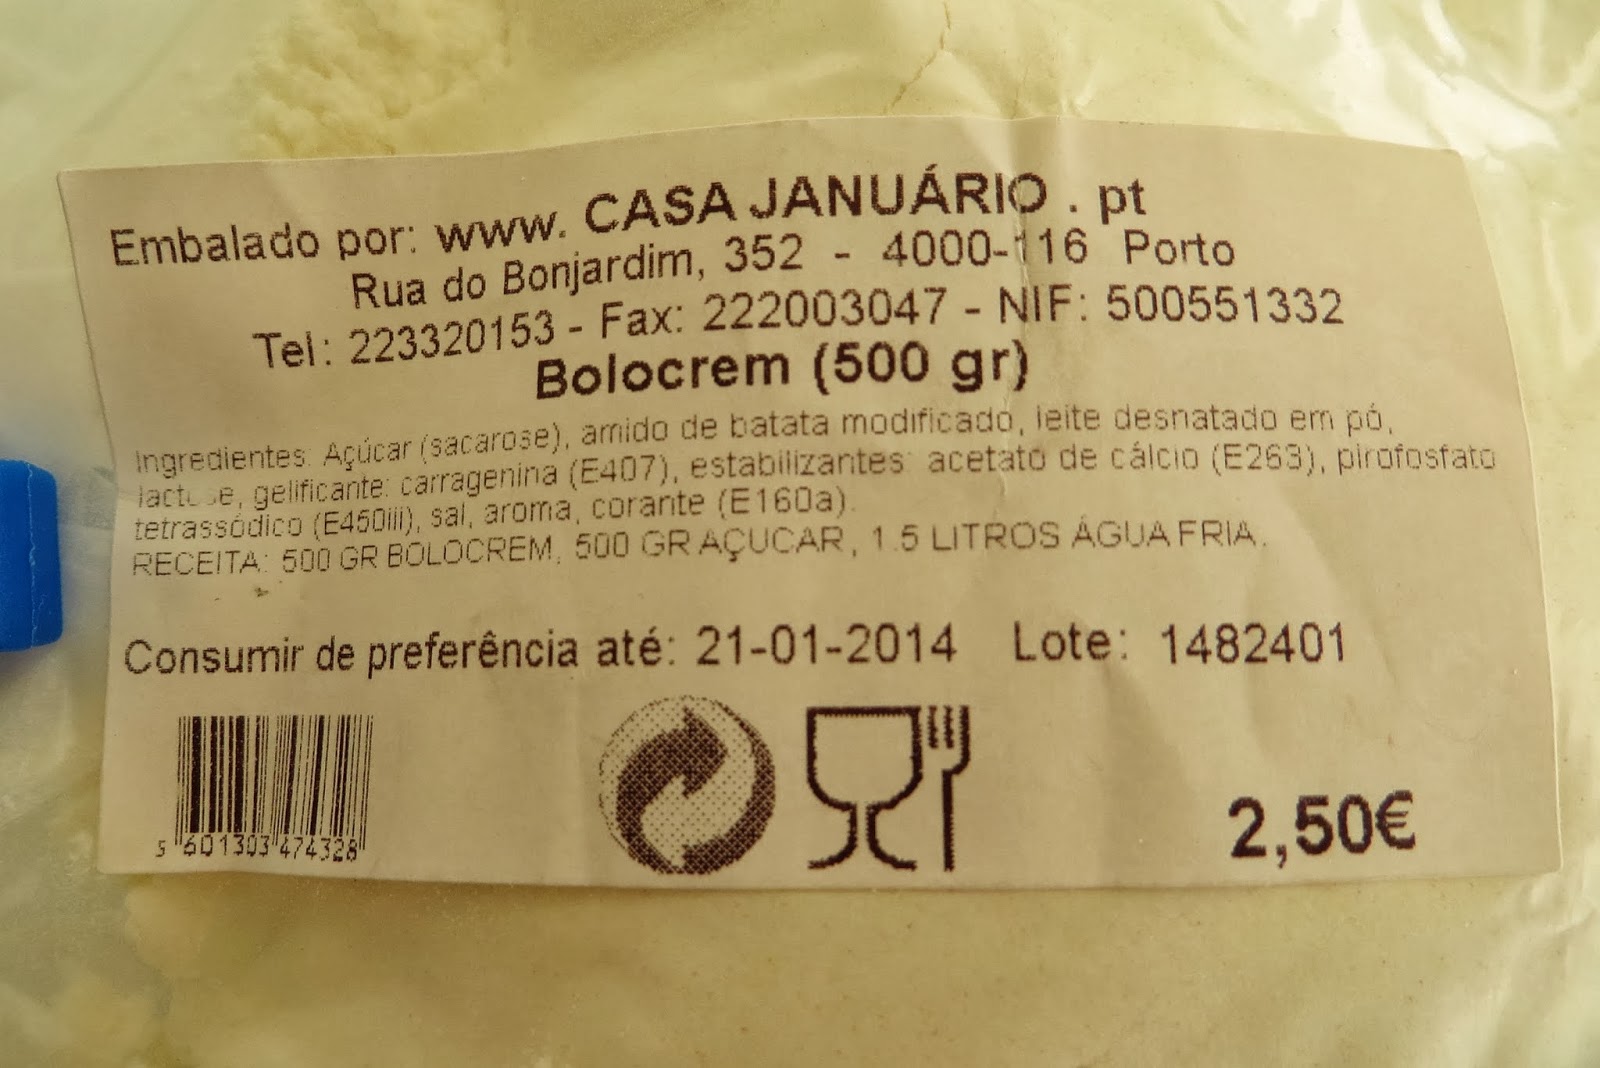 Embalado por: www. CASA JANUÁRIO . pt
Rua do Bonjardim, 352 - 4000-116 Porto
Tel: 223320153 - Fax: 222003047 - NIF: 500551332
Bolocrem (500 gr)
Ingredientes: Açúcar (sacarose), amido de batata modificado, leite desnatado em pó,
lactose, gelificante: carragenina (E407), estabilizantes: acetato de cálcio (E263), pirofosfato
tetrassódico (E450iii), sal, aroma, corante (E160a).
RECEITA: 500 GR BOLOCREM, 500 GR AÇUCAR, 1.5 LITROS ÁGUA FRIA.
Consumir de preferência até: 21-01-2014 Lote: 1482401
5 601303 474328
2,50€